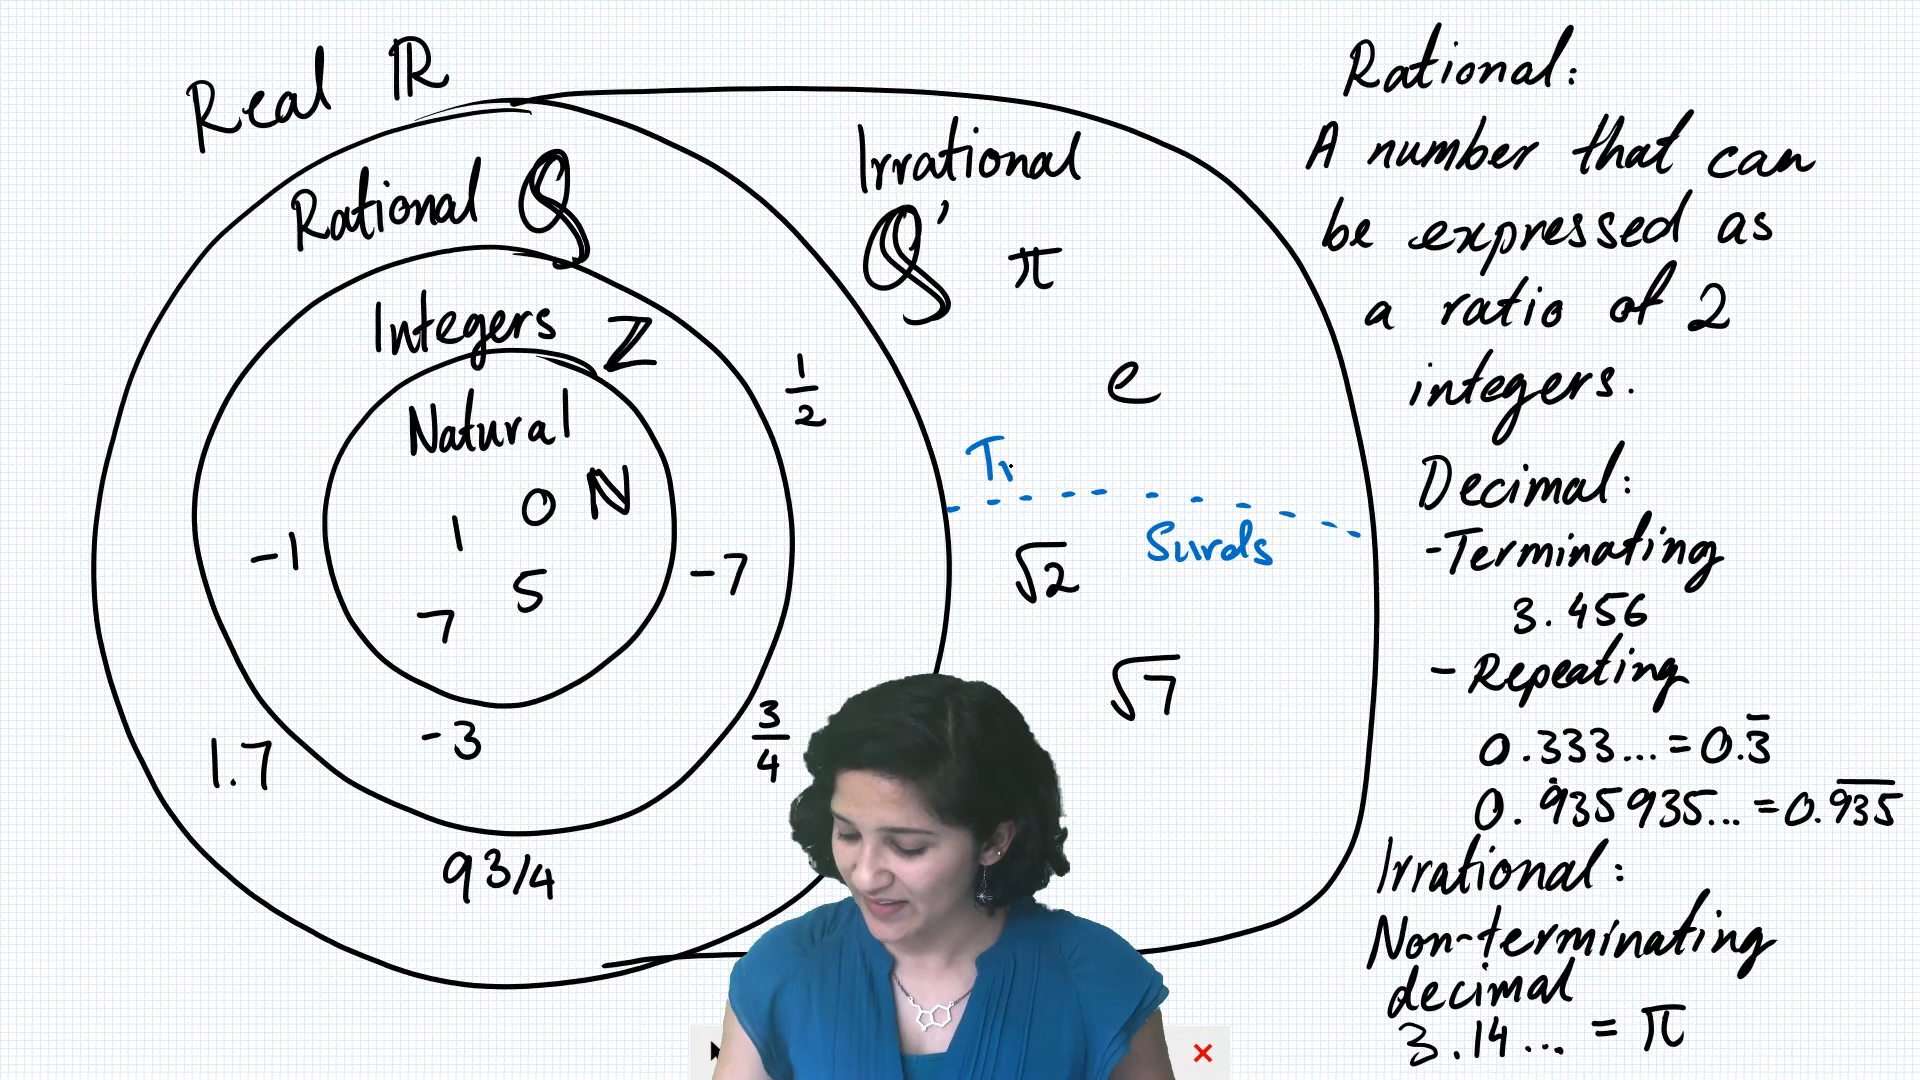 Real ℝ
Rational Q
Integers Z
Natural
0 N
1
5
7
-1
-7
-3
1/2
3/4
1.7
93/4
Irrational
Q' π
e
Tr
Surds
√2
√7
Rational:
A number that can
be expressed as
a ratio of 2
integers.
Decimal:
-Terminating
3.456
- Repeating
0.333... = 0.3̅
0.935935... = 0.9̅3̅5̅
Irrational:
Non-terminating
decimal
3.14... = π